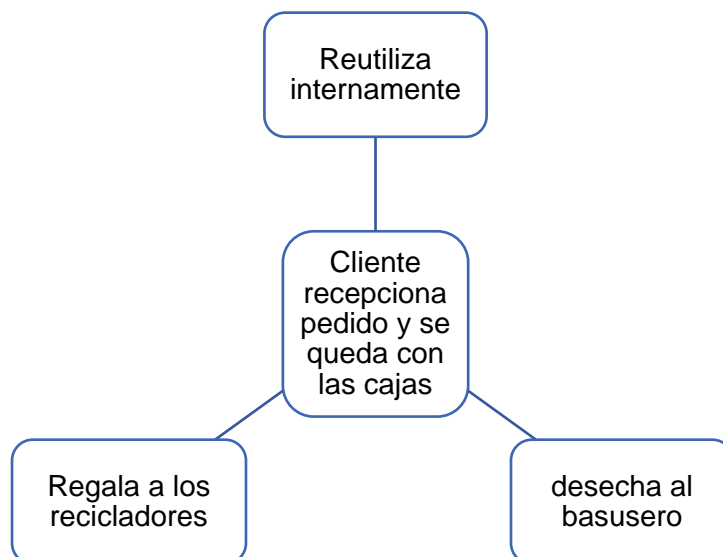 Reutiliza
internamente
Cliente
recepciona
pedido y se
queda con
las cajas
Regala a los
recicladores
desecha al
basusero